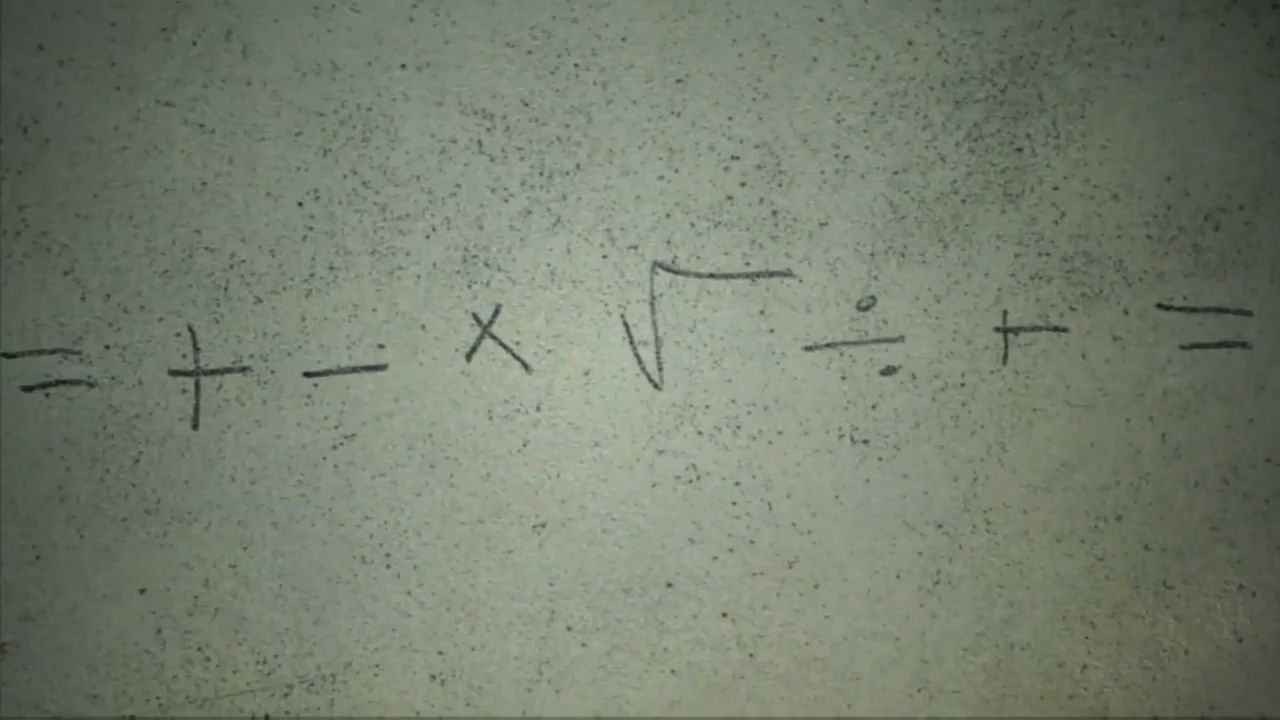 = + - × √ ÷ + =